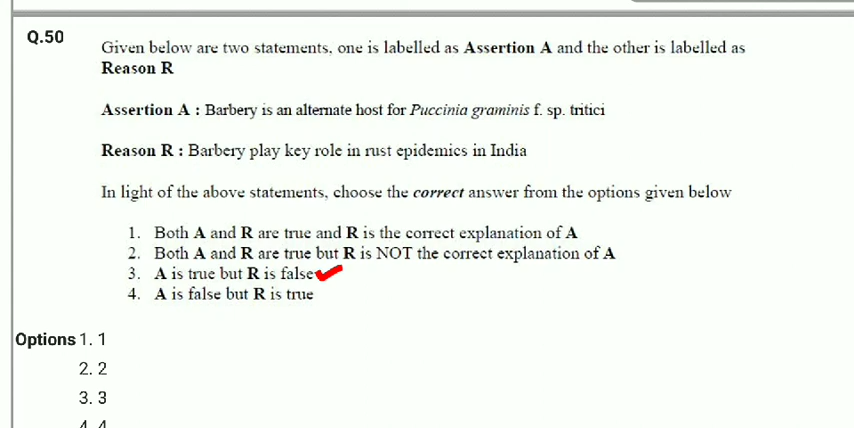 Q.50
Given below are two statements, one is labelled as Assertion A and the other is labelled as
Reason R
Assertion A : Barbery is an alternate host for Puccinia graminis f. sp. tritici
Reason R : Barbery play key role in rust epidemics in India
In light of the above statements, choose the correct answer from the options given below
1. Both A and R are true and R is the correct explanation of A
2. Both A and R are true but R is NOT the correct explanation of A
3. A is true but R is false
4. A is false but R is true
Options 1. 1
2. 2
3. 3
4. 4